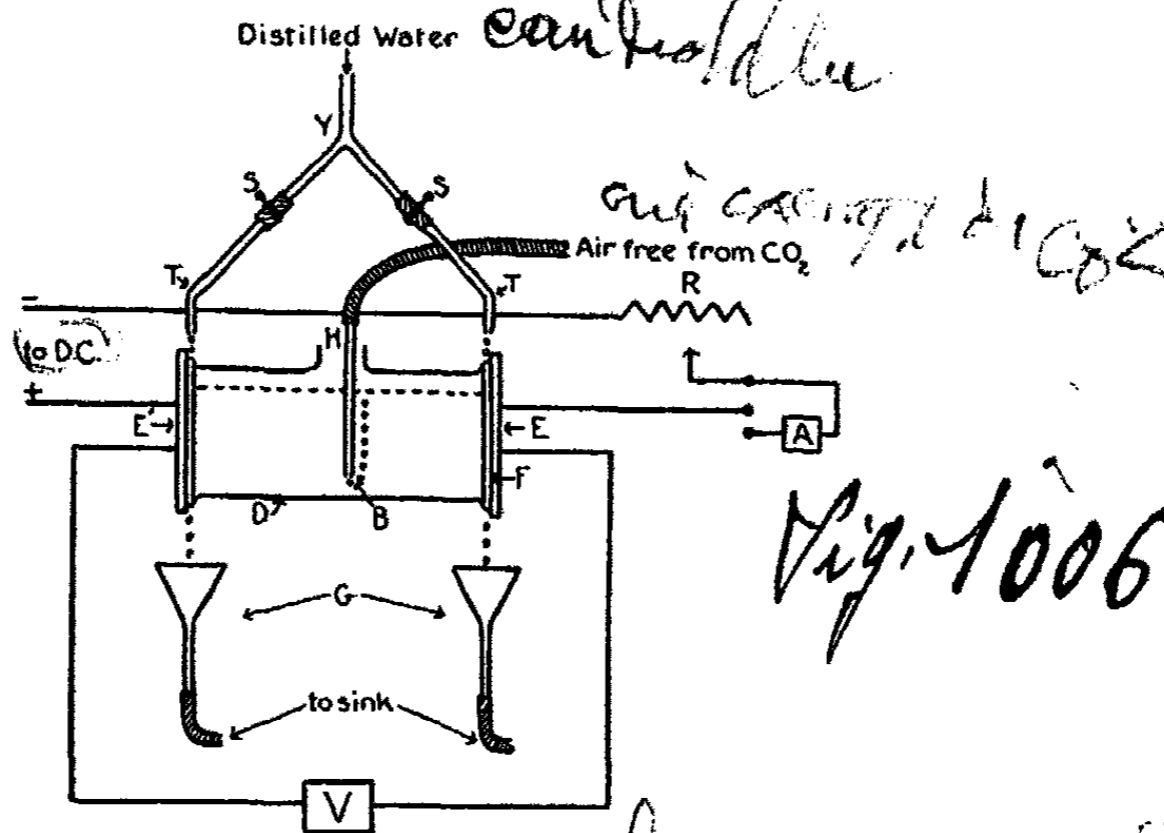 Distilled Water
Y
S S
Air free from CO₂
T T R
−
H
to D.C.
+
E' E A
F
D B
Fig. 1006
G
to sink
V